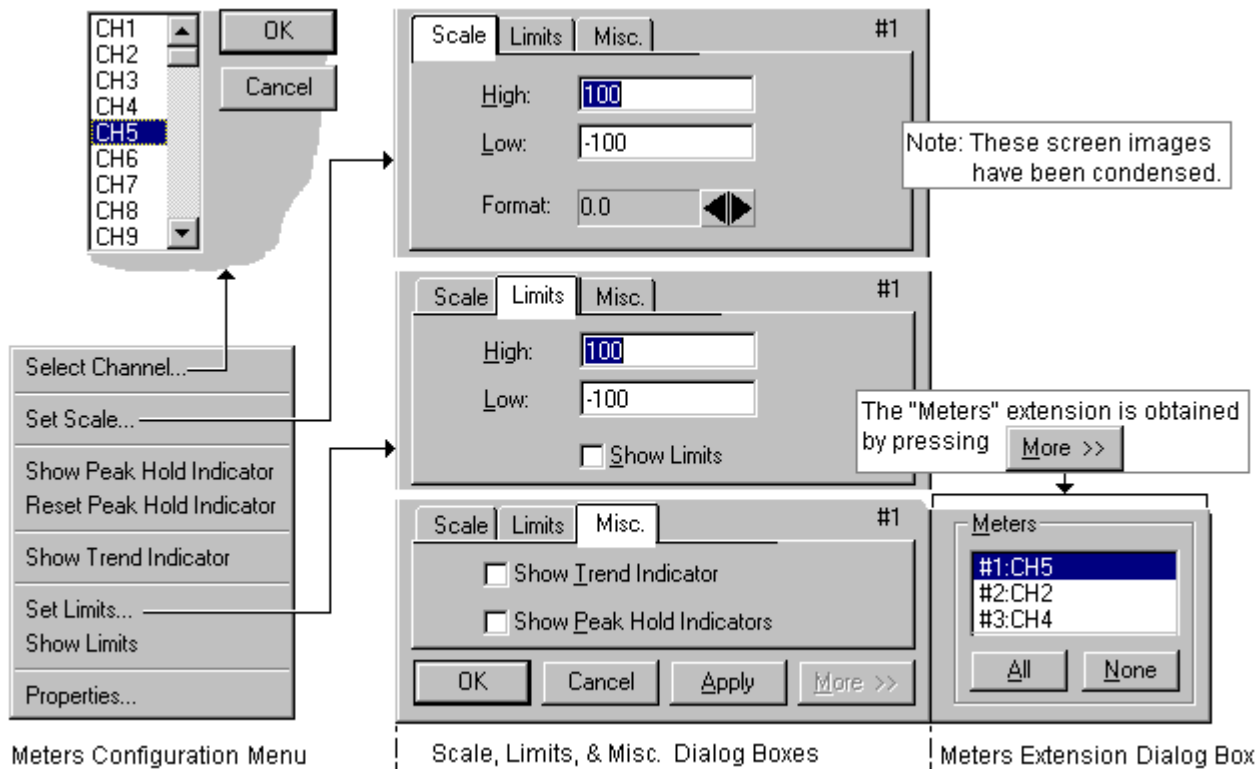 CH1
CH2
CH3
CH4
CH5
CH6
CH7
CH8
CH9
OK
Cancel
Select Channel...
Set Scale...
Show Peak Hold Indicator
Reset Peak Hold Indicator
Show Trend Indicator
Set Limits...
Show Limits
Properties...
Meters Configuration Menu
Scale Limits Misc. #1
High: 100
Low: -100
Format: 0.0
Scale Limits Misc. #1
High: 100
Low: -100
Show Limits
Scale Limits Misc. #1
Show Trend Indicator
Show Peak Hold Indicators
OK Cancel Apply More >>
Scale, Limits, & Misc. Dialog Boxes
Note: These screen images
have been condensed.
The "Meters" extension is obtained
by pressing More >>
Meters
#1:CH5
#2:CH2
#3:CH4
All None
Meters Extension Dialog Box